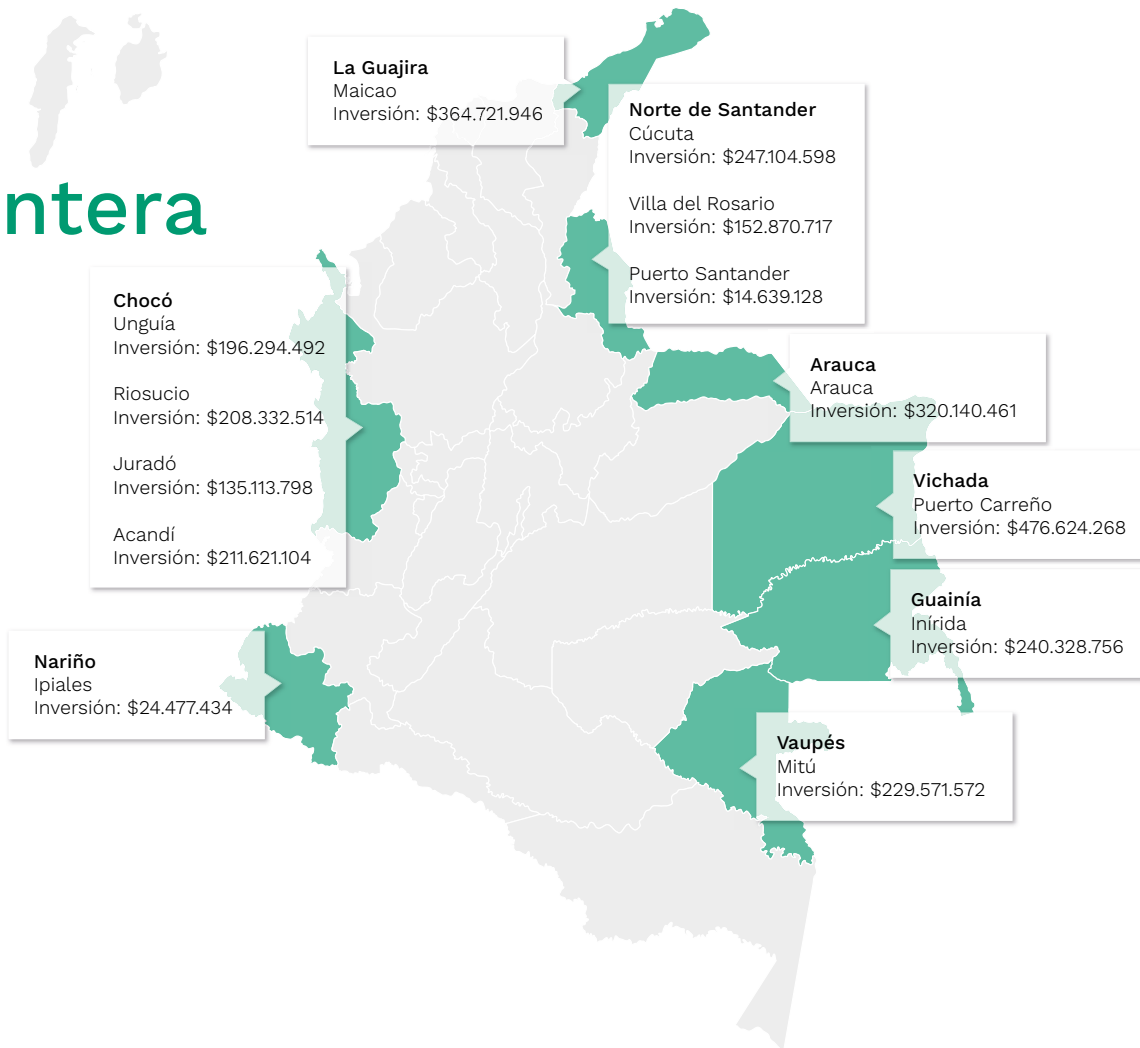 ntera
La Guajira
Maicao
Inversión: $364.721.946
Norte de Santander
Cúcuta
Inversión: $247.104.598
Villa del Rosario
Inversión: $152.870.717
Puerto Santander
Inversión: $14.639.128
Chocó
Unguía
Inversión: $196.294.492
Riosucio
Inversión: $208.332.514
Juradó
Inversión: $135.113.798
Acandí
Inversión: $211.621.104
Arauca
Arauca
Inversión: $320.140.461
Vichada
Puerto Carreño
Inversión: $476.624.268
Guainía
Inírida
Inversión: $240.328.756
Nariño
Ipiales
Inversión: $24.477.434
Vaupés
Mitú
Inversión: $229.571.572